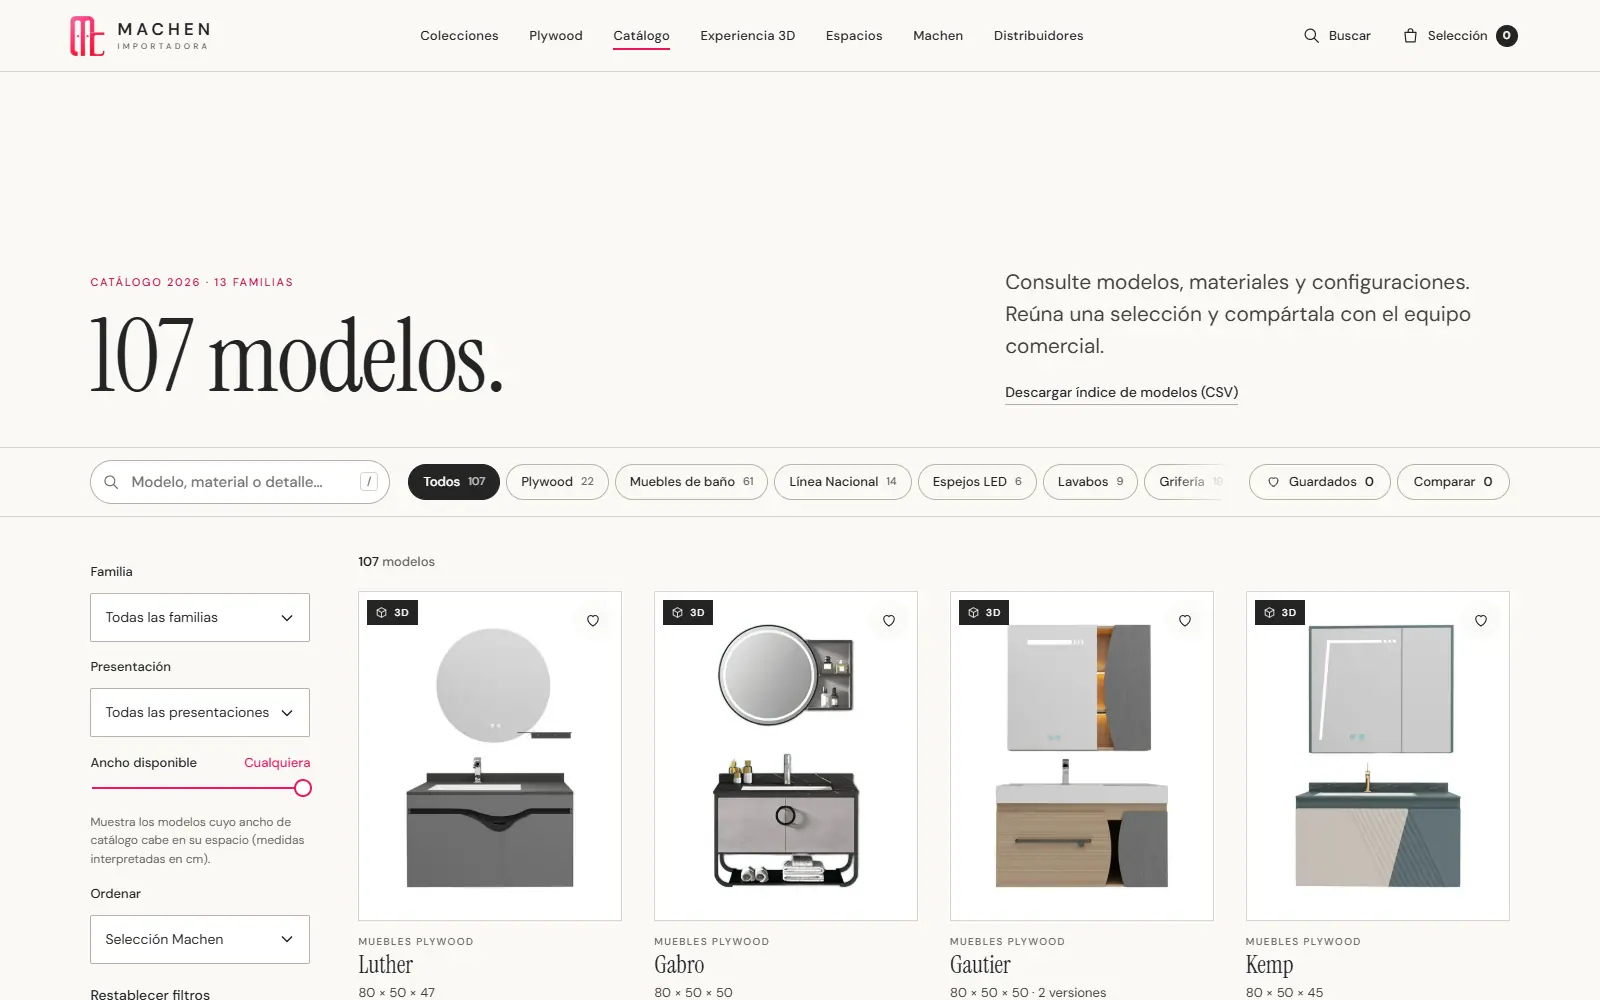 MACHEN
IMPORTADORA
Colecciones
Plywood
Catálogo
Experiencia 3D
Espacios
Machen
Distribuidores
Buscar
Selección 0
CATÁLOGO 2026 · 13 FAMILIAS
107 modelos.
Consulte modelos, materiales y configuraciones.
Reúna una selección y compártala con el equipo
comercial.
Descargar índice de modelos (CSV)
Modelo, material o detalle... /
Todos 107
Plywood 22
Muebles de baño 61
Línea Nacional 14
Espejos LED 6
Lavabos 9
Grifería
Guardados 0
Comparar 0
Familia
Todas las familias
Presentación
Todas las presentaciones
Ancho disponible Cualquiera
Muestra los modelos cuyo ancho de
catálogo cabe en su espacio (medidas
interpretadas en cm).
Ordenar
Selección Machen
Restablecer filtros
107 modelos
3D
MUEBLES PLYWOOD
Luther
80 × 50 × 47
3D
MUEBLES PLYWOOD
Gabro
80 × 50 × 50
3D
MUEBLES PLYWOOD
Gautier
80 × 50 × 50 · 2 versiones
3D
MUEBLES PLYWOOD
Kemp
80 × 50 × 45